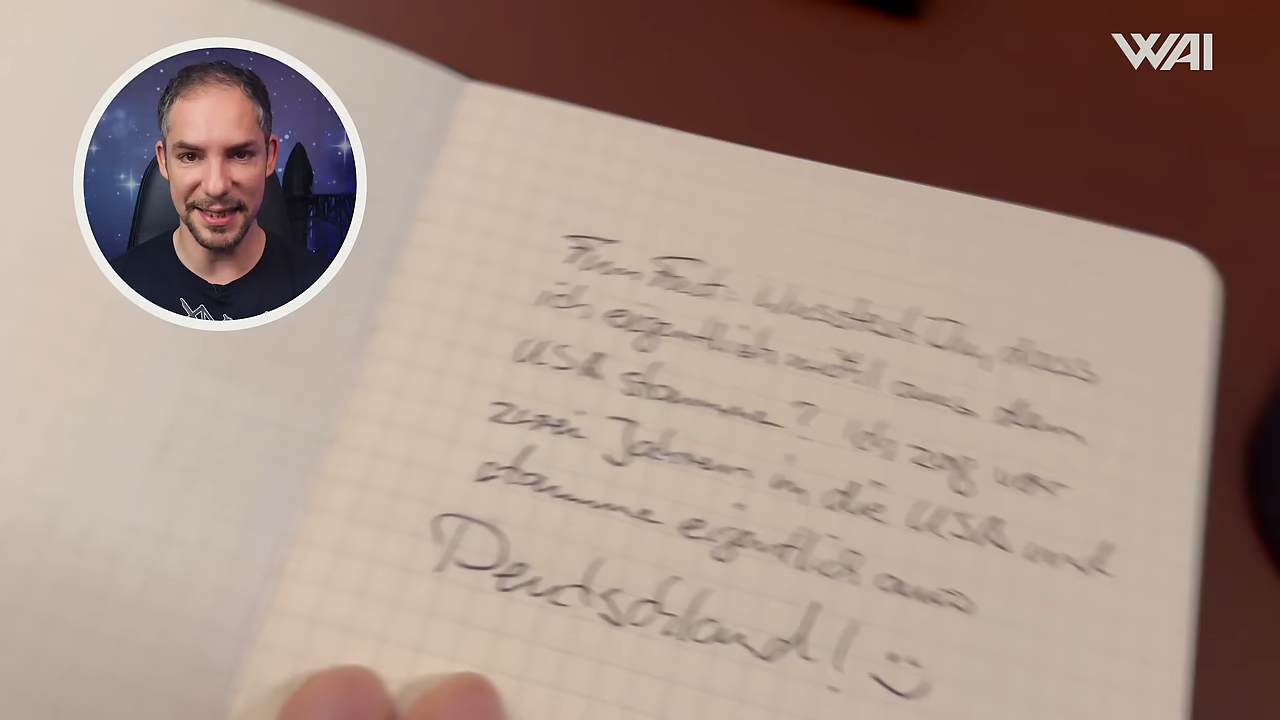 WAI
Fun Fact: Wusstest Du, dass
ich eigentlich nicht aus den
USA stamme? Ich zog vor
zwei Jahren in die USA und
stamme eigentlich aus
Deutschland! :)